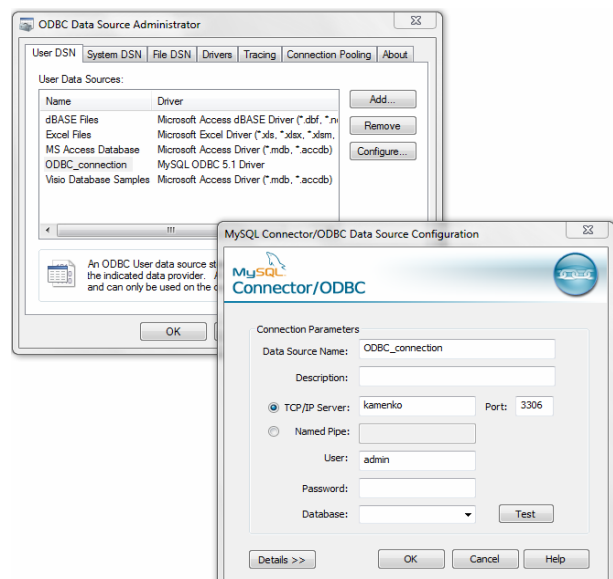 ODBC Data Source Administrator
User DSN System DSN File DSN Drivers Tracing Connection Pooling About
User Data Sources:
Name Driver
dBASE Files Microsoft Access dBASE Driver (*.dbf, *.n
Excel Files Microsoft Excel Driver (*.xls, *.xlsx, *.xlsm,
MS Access Database Microsoft Access Driver (*.mdb, *.accdb)
ODBC_connection MySQL ODBC 5.1 Driver
Visio Database Samples Microsoft Access Driver (*.mdb, *.accdb)
Add...
Remove
Configure...
An ODBC User data source st
the indicated data provider.
and can only be used on the
OK
MySQL Connector/ODBC Data Source Configuration
MySQL
Connector/ODBC
Connection Parameters
Data Source Name: ODBC_connection
Description:
TCP/IP Server: kamenko Port: 3306
Named Pipe:
User: admin
Password:
Database: Test
Details >> OK Cancel Help